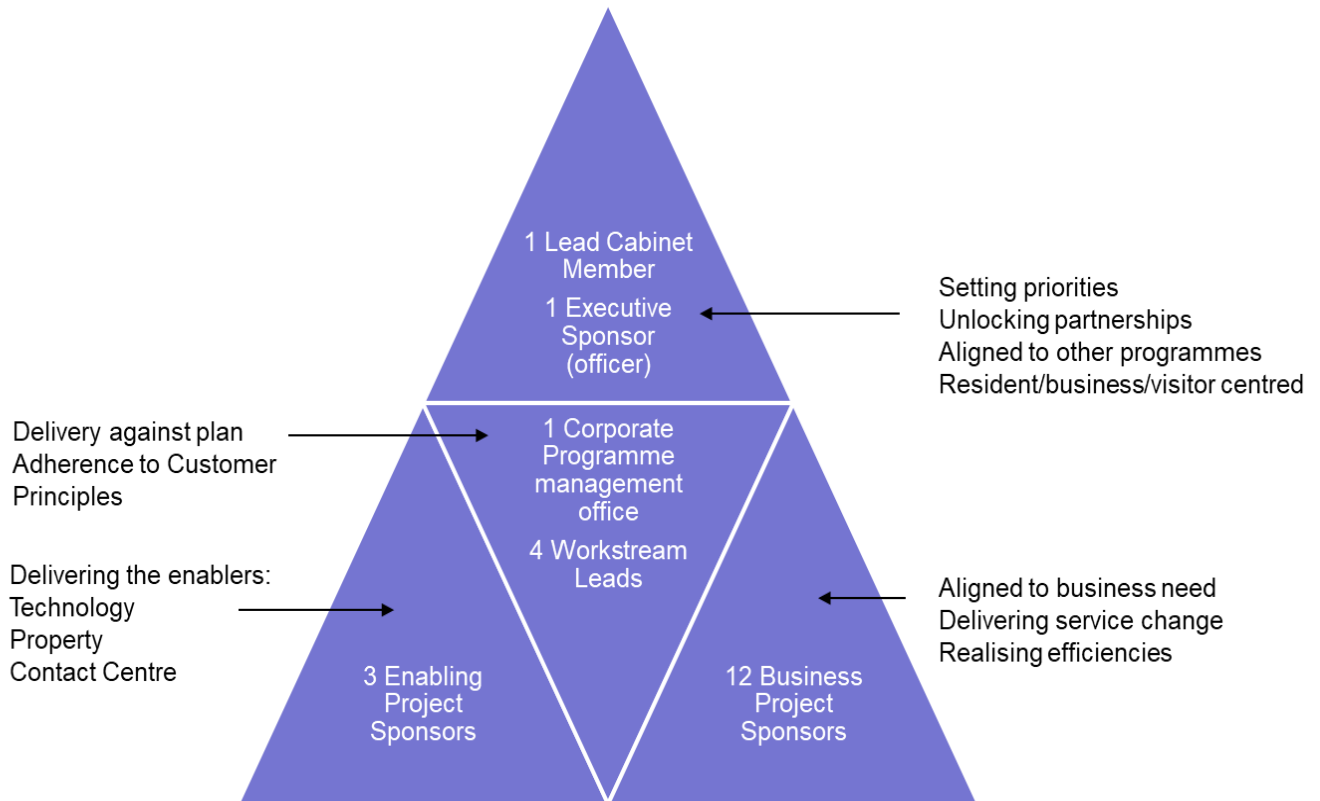 1 Lead Cabinet
Member
1 Executive
Sponsor
(officer)
Setting priorities
Unlocking partnerships
Aligned to other programmes
Resident/business/visitor centred
Delivery against plan
Adherence to Customer
Principles
1 Corporate
Programme
management
office
4 Workstream
Leads
Delivering the enablers:
Technology
Property
Contact Centre
3 Enabling
Project
Sponsors
12 Business
Project
Sponsors
Aligned to business need
Delivering service change
Realising efficiencies